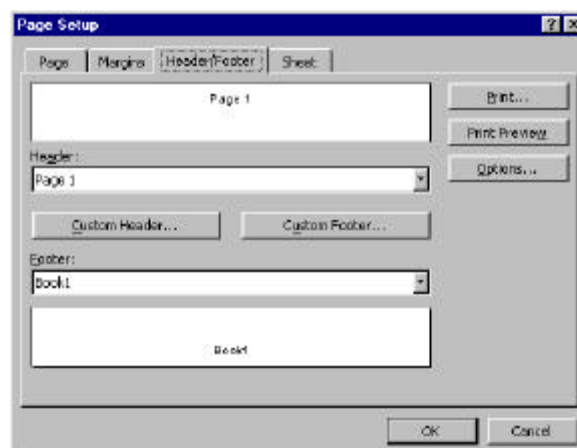 Page Setup
Page Margins Header/Footer Sheet
Page 1
Print...
Print Preview
Options...
Header:
Page 1
Custom Header... Custom Footer...
Footer:
Book1
Book1
OK Cancel